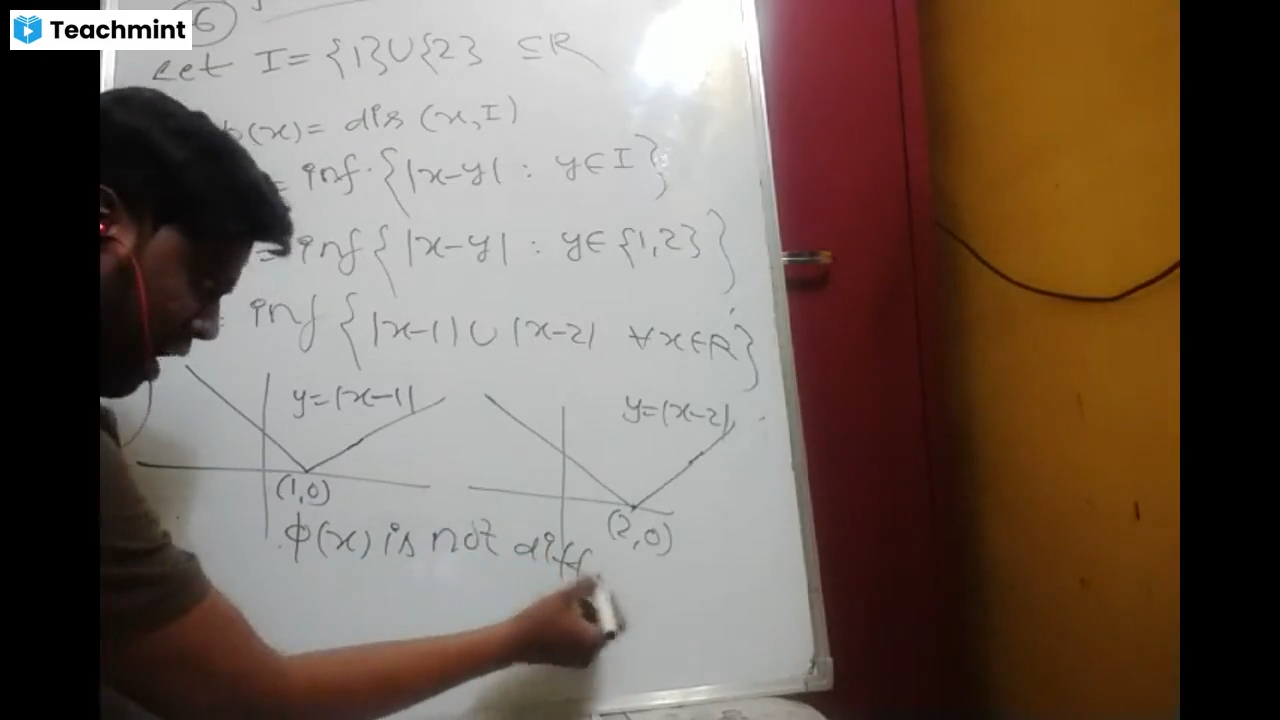 Teachmint
6
Let I = {1}∪{2} ⊆R
(x) = dis (x, I)
= inf. {|x-y| : y∈I}
= inf {|x-y| : y∈ {1,2}}
inf {|x-1| ∪ |x-2| ∀x∈R}
y=|x-1|
y=|x-2|
(1,0)
(2,0)
ϕ(x) is not diff